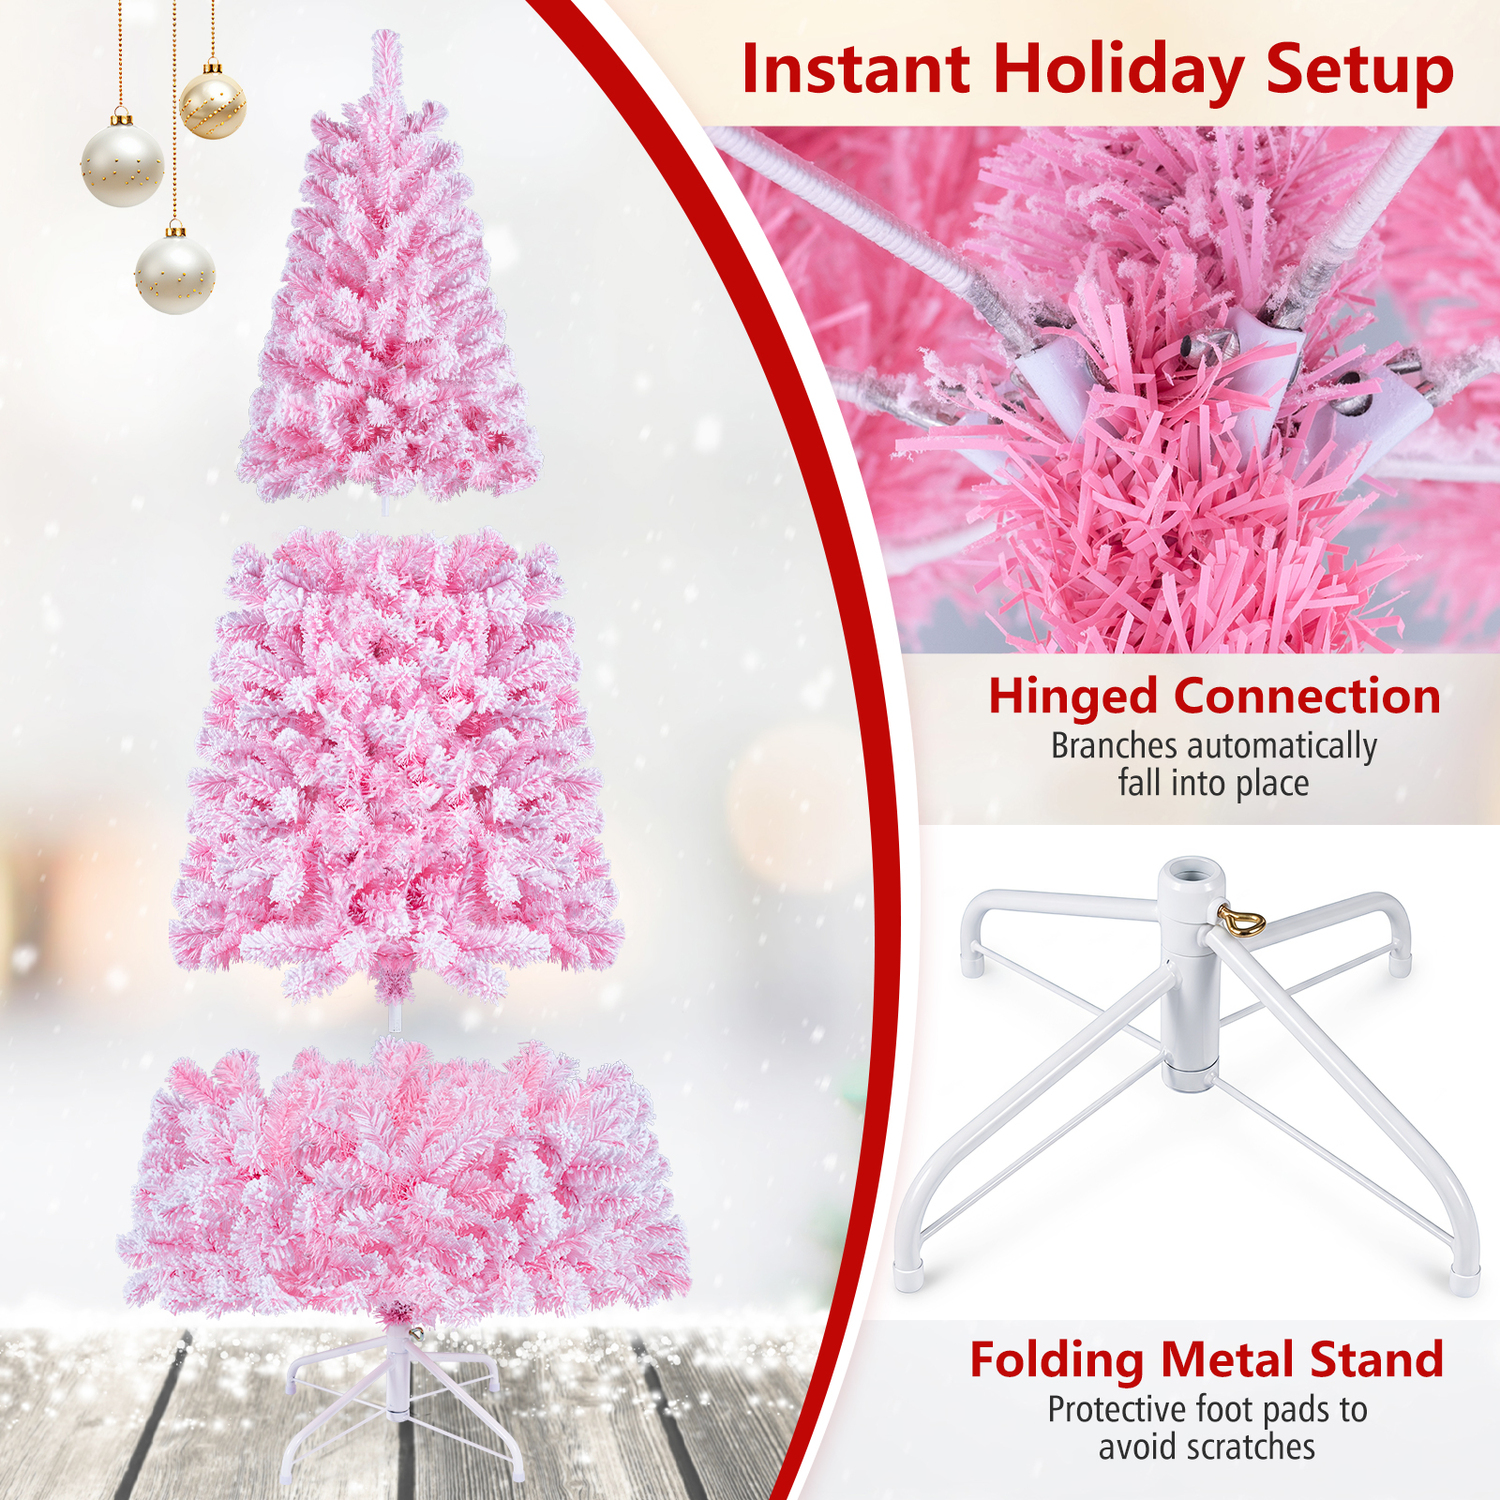 Instant Holiday Setup
Hinged Connection
Branches automatically
fall into place
Folding Metal Stand
Protective foot pads to
avoid scratches